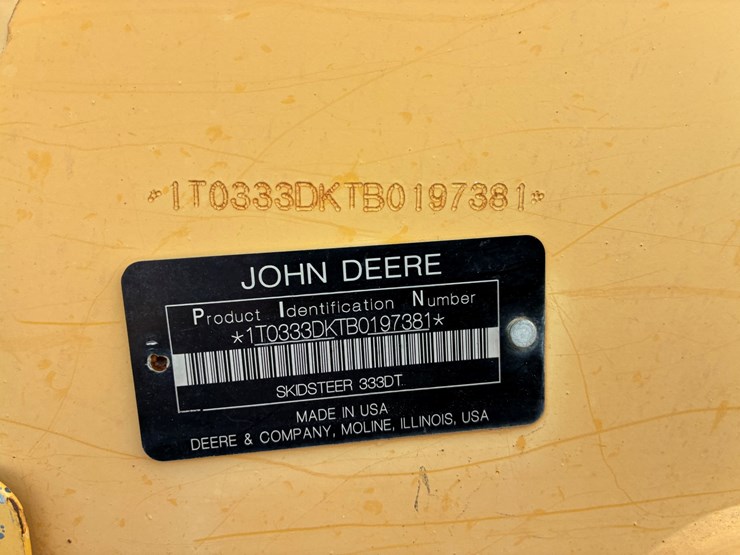 *1T0333DKTB0197381*
JOHN DEERE
Product Identification Number
*1T0333DKTB0197381*
SKIDSTEER 333DT
MADE IN USA
DEERE & COMPANY, MOLINE, ILLINOIS, USA